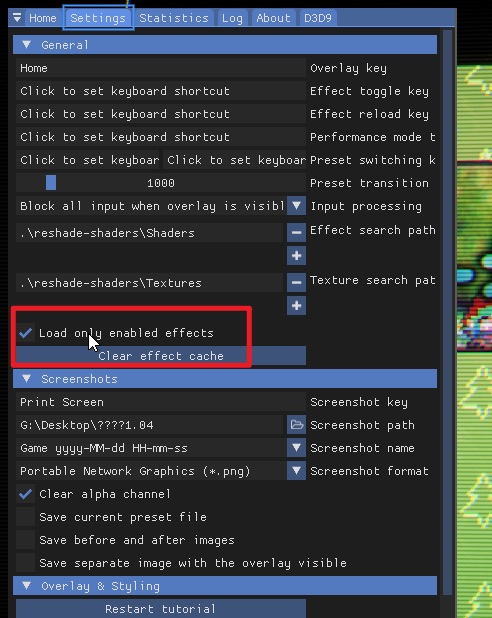 Home Settings Statistics Log About D3D9
General
Home Overlay key
Click to set keyboard shortcut Effect toggle key
Click to set keyboard shortcut Effect reload key
Click to set keyboard shortcut Performance mode t
Click to set keyboar Click to set keyboar Preset switching k
1000 Preset transition
Block all input when overlay is visibl Input processing
.\reshade-shaders\Shaders Effect search path
.\reshade-shaders\Textures Texture search pat
Load only enabled effects
Clear effect cache
Screenshots
Print Screen Screenshot key
G:\Desktop\????1.04 Screenshot path
Game yyyy-MM-dd HH-mm-ss Screenshot name
Portable Network Graphics (*.png) Screenshot format
Clear alpha channel
Save current preset file
Save before and after images
Save separate image with the overlay visible
Overlay & Styling
Restart tutorial